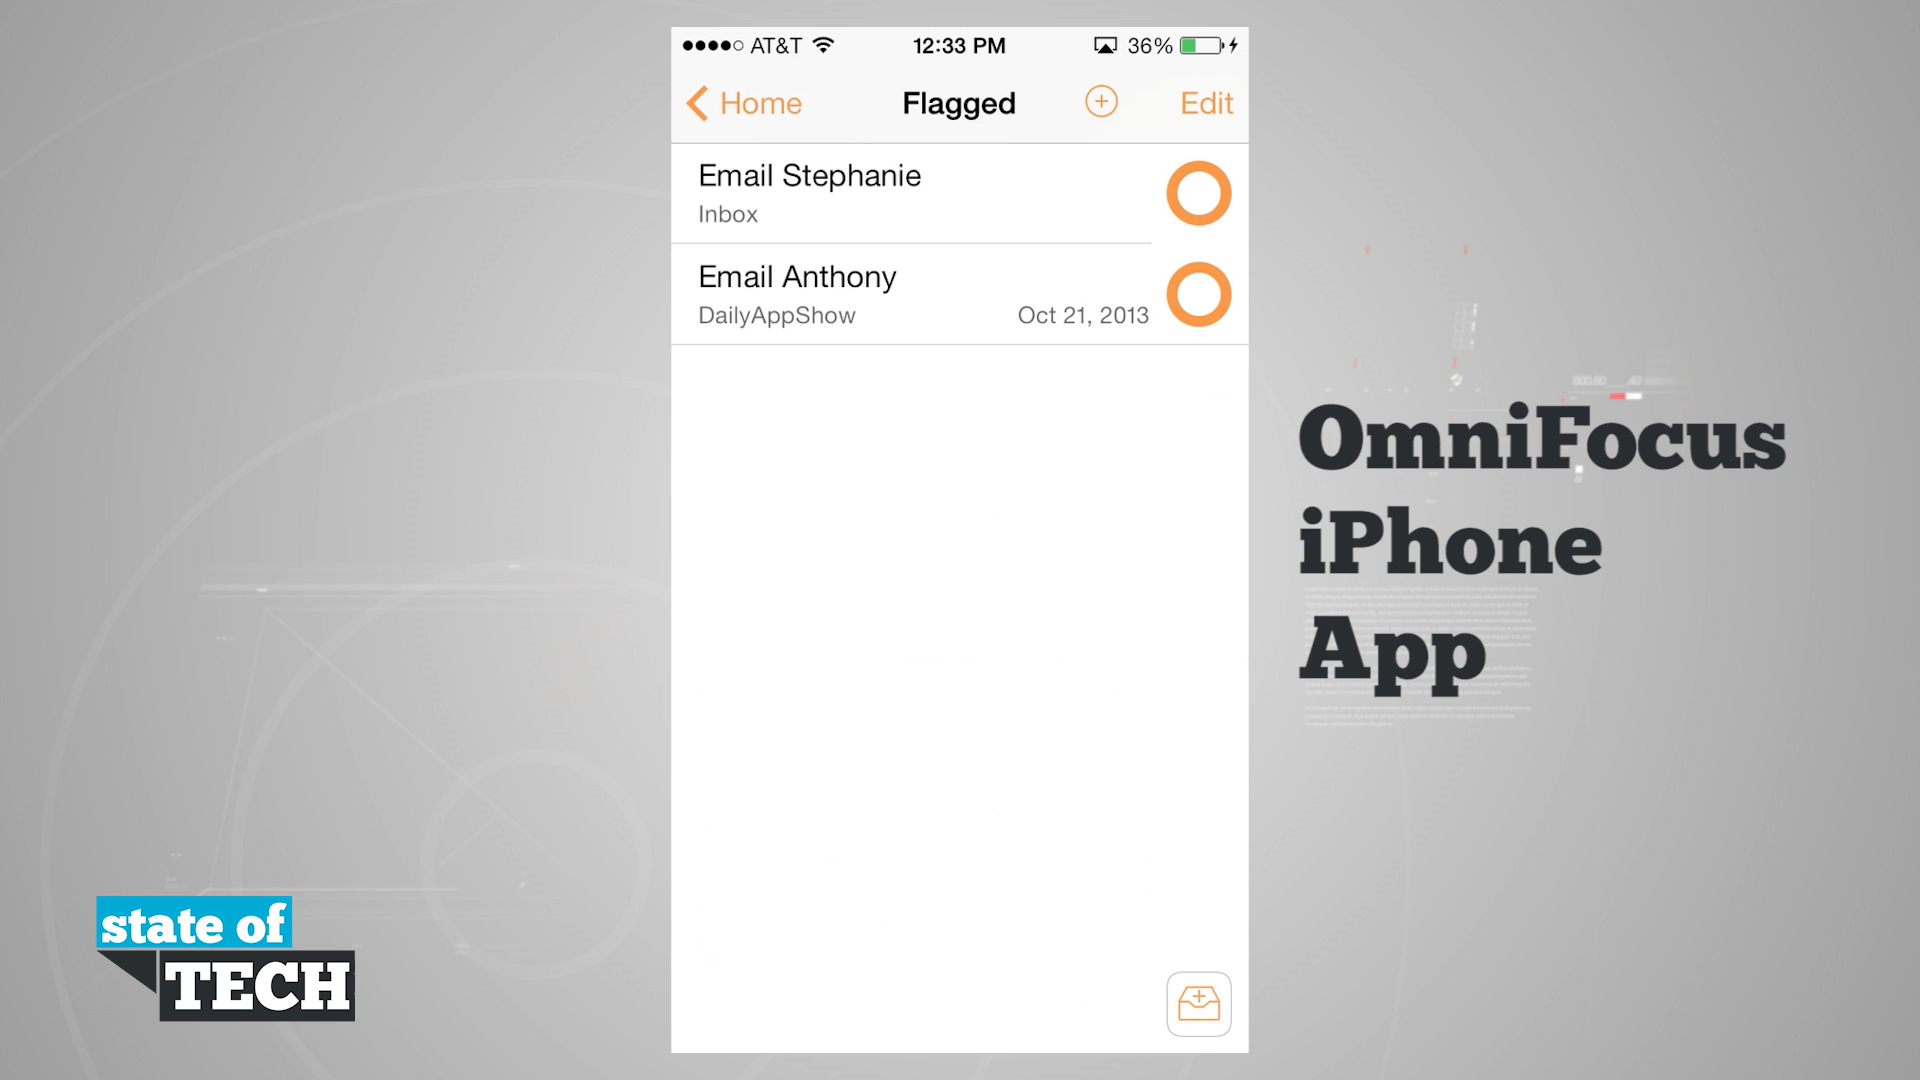 AT&T 12:33 PM 36%
Home Flagged Edit
Email Stephanie
Inbox
Email Anthony
DailyAppShow Oct 21, 2013
OmniFocus
iPhone
App
state of
TECH